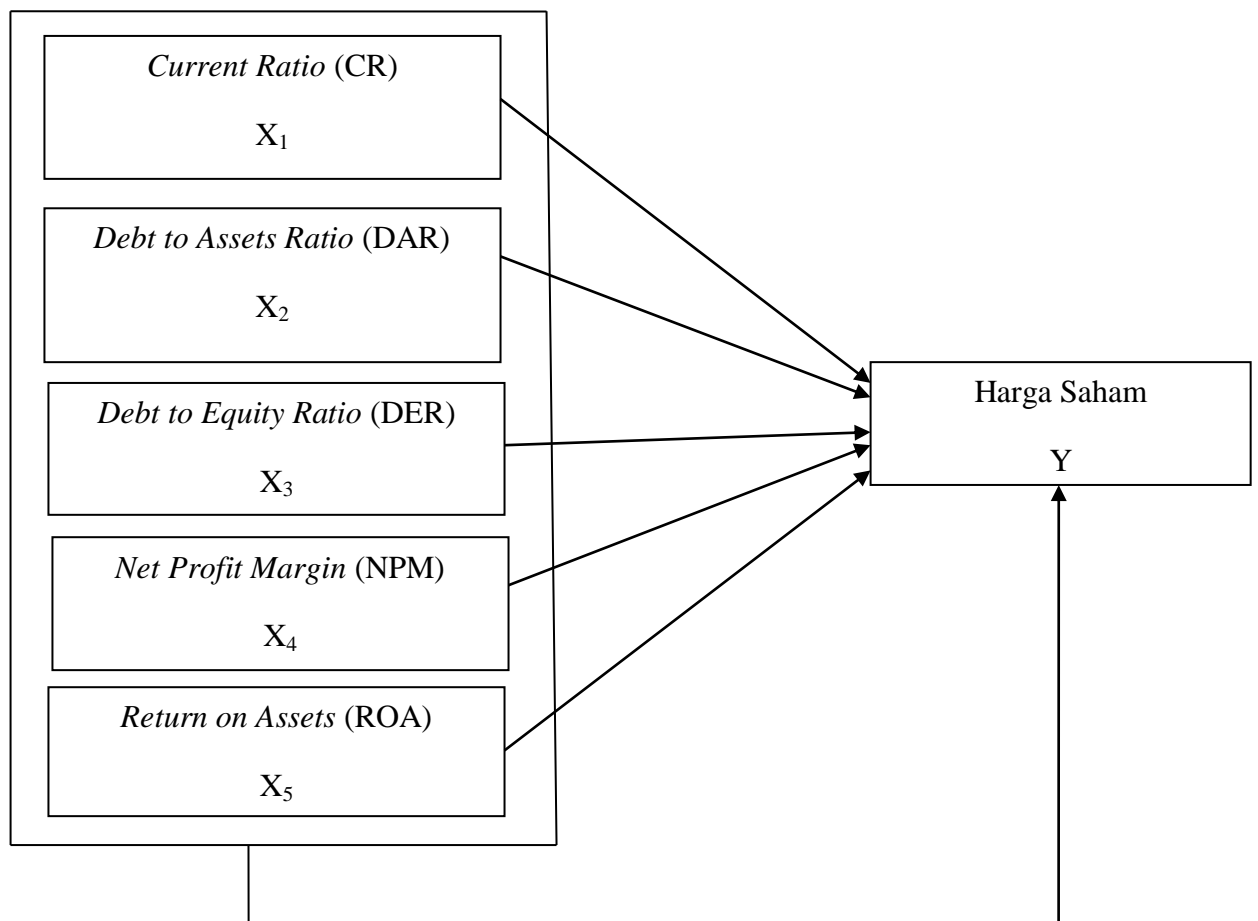 Current Ratio (CR)
X₁
Debt to Assets Ratio (DAR)
X₂
Debt to Equity Ratio (DER)
X₃
Net Profit Margin (NPM)
X₄
Return on Assets (ROA)
X₅
Harga Saham
Y